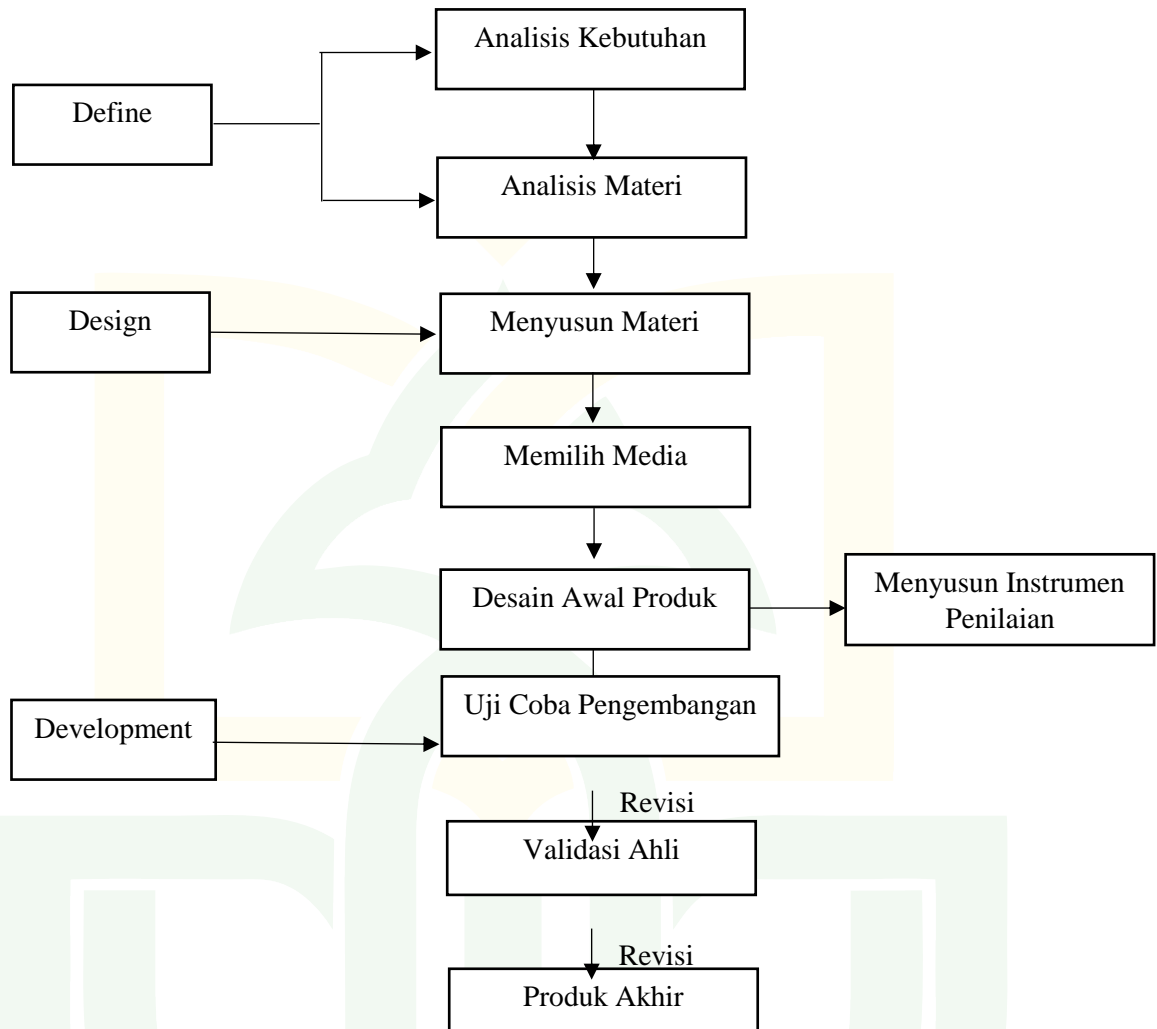 Analisis Kebutuhan
Define
Analisis Materi
Design
Menyusun Materi
Memilih Media
Desain Awal Produk
Menyusun Instrumen
Penilaian
Uji Coba Pengembangan
Development
Revisi
Validasi Ahli
Revisi
Produk Akhir